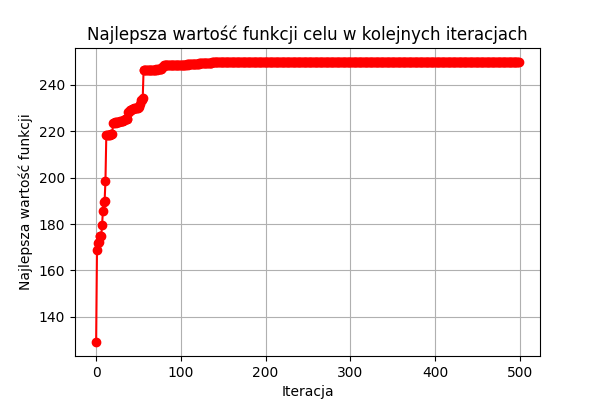 Najlepsza wartość funkcji celu w kolejnych iteracjach
Najlepsza wartość funkcji
240
220
200
180
160
140
0 100 200 300 400 500
Iteracja